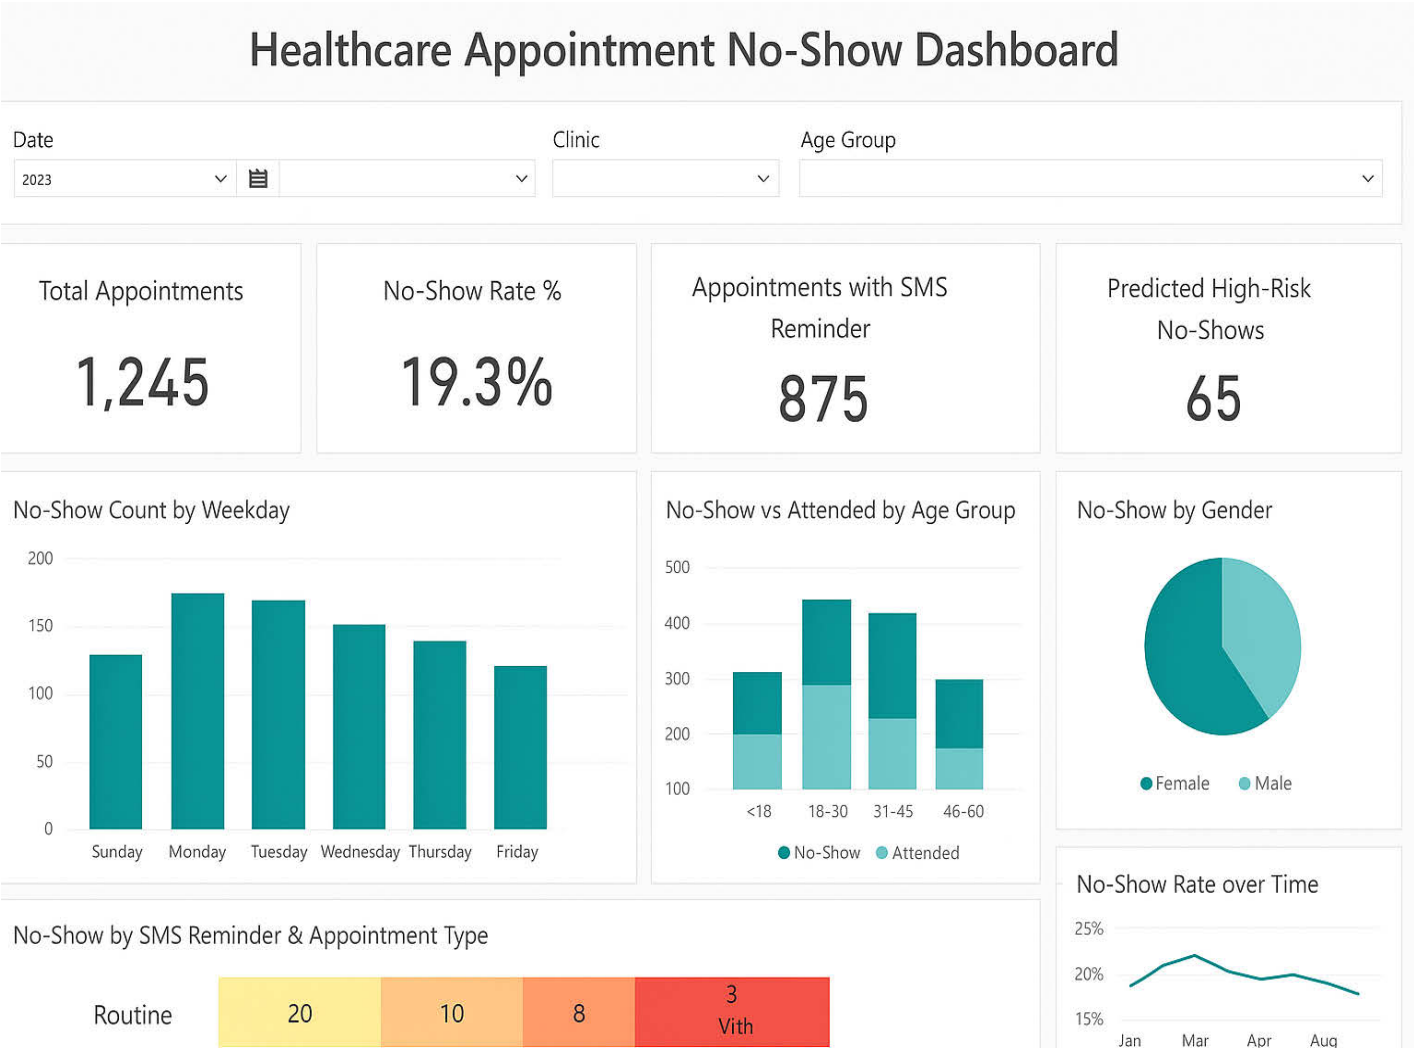 Healthcare Appointment No-Show Dashboard
Date
Clinic
Age Group
2023
Total Appointments
1,245
No-Show Rate %
19.3%
Appointments with SMS
Reminder
875
Predicted High-Risk
No-Shows
65
No-Show Count by Weekday
200
150
100
50
0
Sunday Monday Tuesday Wednesday Thursday Friday
No-Show vs Attended by Age Group
500
400
300
200
100
<18 18-30 31-45 46-60
No-Show Attended
No-Show by Gender
Female Male
No-Show Rate over Time
25%
20%
15%
Jan Mar Apr Aug
No-Show by SMS Reminder & Appointment Type
Routine 20 10 8 3
Vith